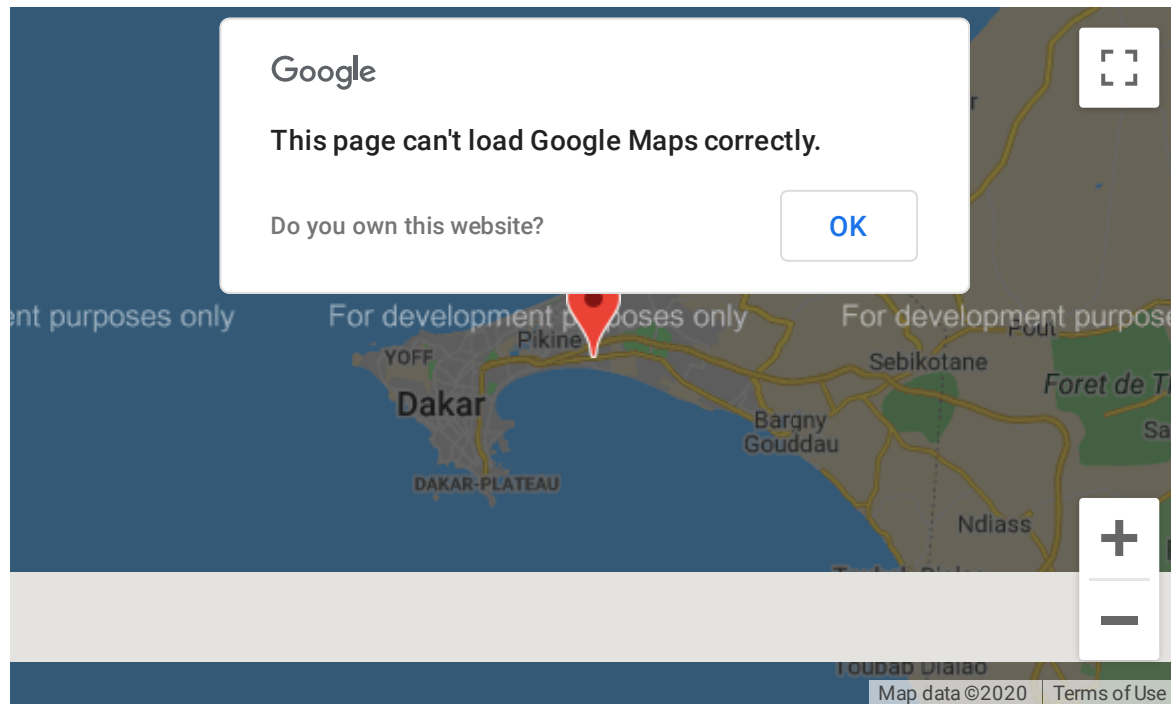 Google
This page can't load Google Maps correctly.
Do you own this website?
OK
ent purposes only
For development purposes only
For development purpose
Pout
Pikine
YOFF
Sebikotane
Foret de
Dakar
Bargny
Gouddau
Sa
DAKAR-PLATEAU
Ndiass
Toubab Dialao
Map data ©2020
Terms of Use